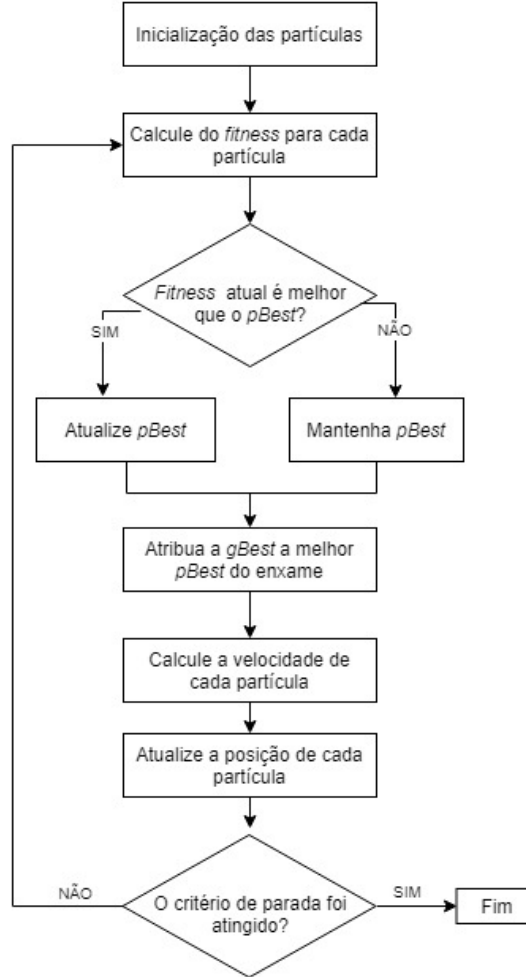 Inicialização das partículas
Calcule do fitness para cada
partícula
Fitness atual é melhor
que o pBest?
SIM
NÃO
Atualize pBest
Mantenha pBest
Atribua a gBest a melhor
pBest do enxame
Calcule a velocidade de
cada partícula
Atualize a posição de cada
partícula
NÃO
O critério de parada foi
atingido?
SIM
Fim